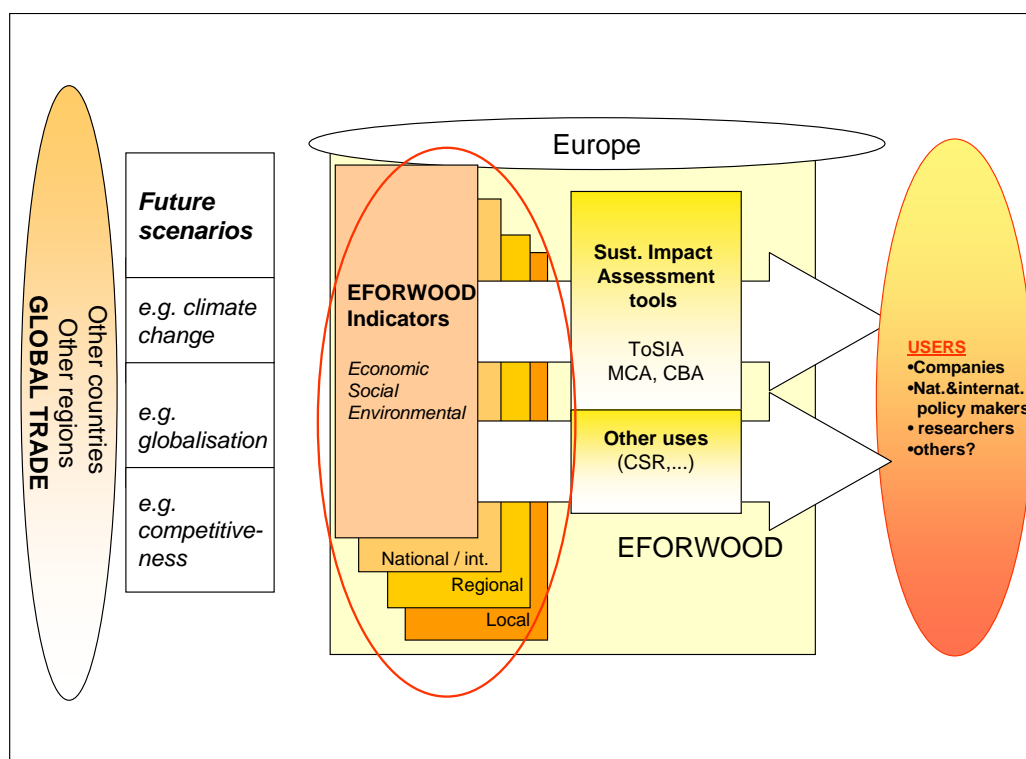 Other countries
Other regions
GLOBAL TRADE
Future
scenarios
e.g. climate
change
e.g.
globalisation
e.g.
competitive-
ness
Europe
EFORWOOD
Indicators
Economic
Social
Environmental
National / int.
Regional
Local
Sust. Impact
Assessment
tools
ToSIA
MCA, CBA
Other uses
(CSR,...)
EFORWOOD
USERS
•Companies
•Nat.&internat.
policy makers
• researchers
•others?